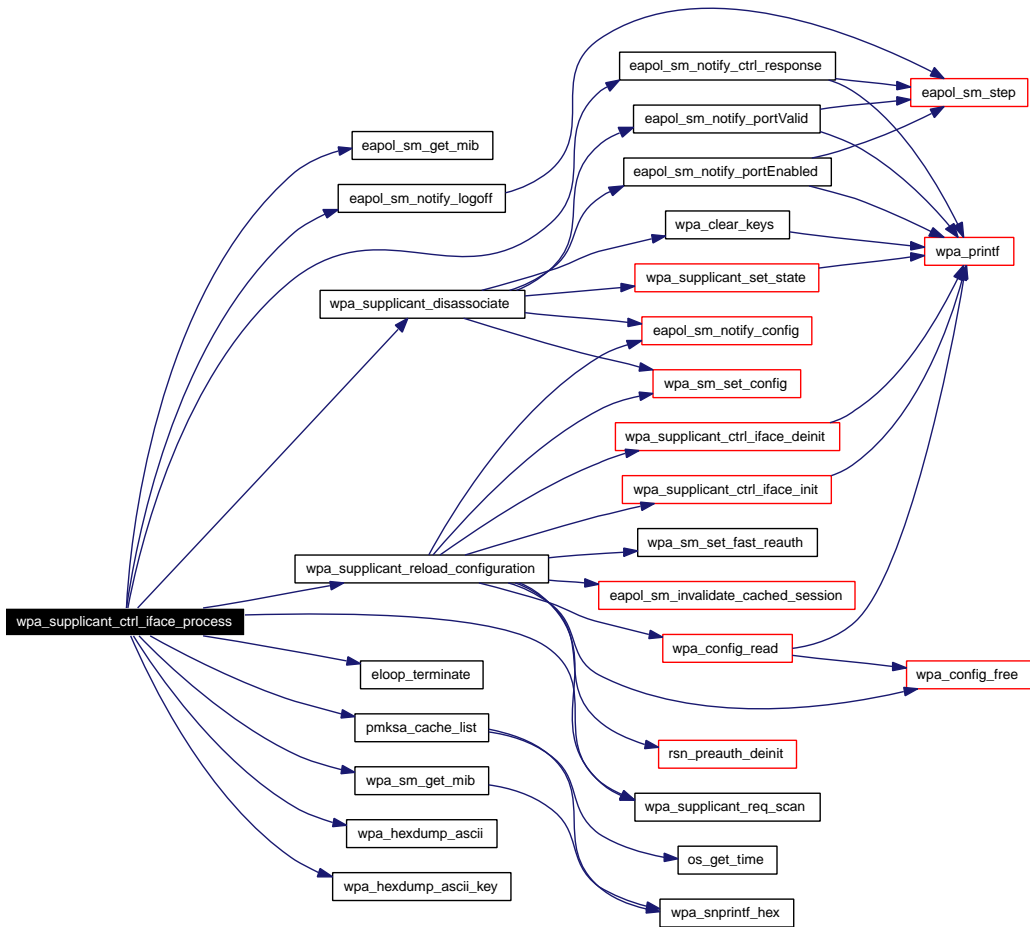 eapol_sm_notify_ctrl_response
eapol_sm_step
eapol_sm_notify_portValid
eapol_sm_get_mib
eapol_sm_notify_portEnabled
eapol_sm_notify_logoff
wpa_clear_keys
wpa_printf
wpa_supplicant_set_state
wpa_supplicant_disassociate
eapol_sm_notify_config
wpa_sm_set_config
wpa_supplicant_ctrl_iface_deinit
wpa_supplicant_ctrl_iface_init
wpa_sm_set_fast_reauth
wpa_supplicant_reload_configuration
eapol_sm_invalidate_cached_session
wpa_supplicant_ctrl_iface_process
wpa_config_read
eloop_terminate
wpa_config_free
pmksa_cache_list
rsn_preauth_deinit
wpa_sm_get_mib
wpa_supplicant_req_scan
wpa_hexdump_ascii
os_get_time
wpa_hexdump_ascii_key
wpa_snprintf_hex